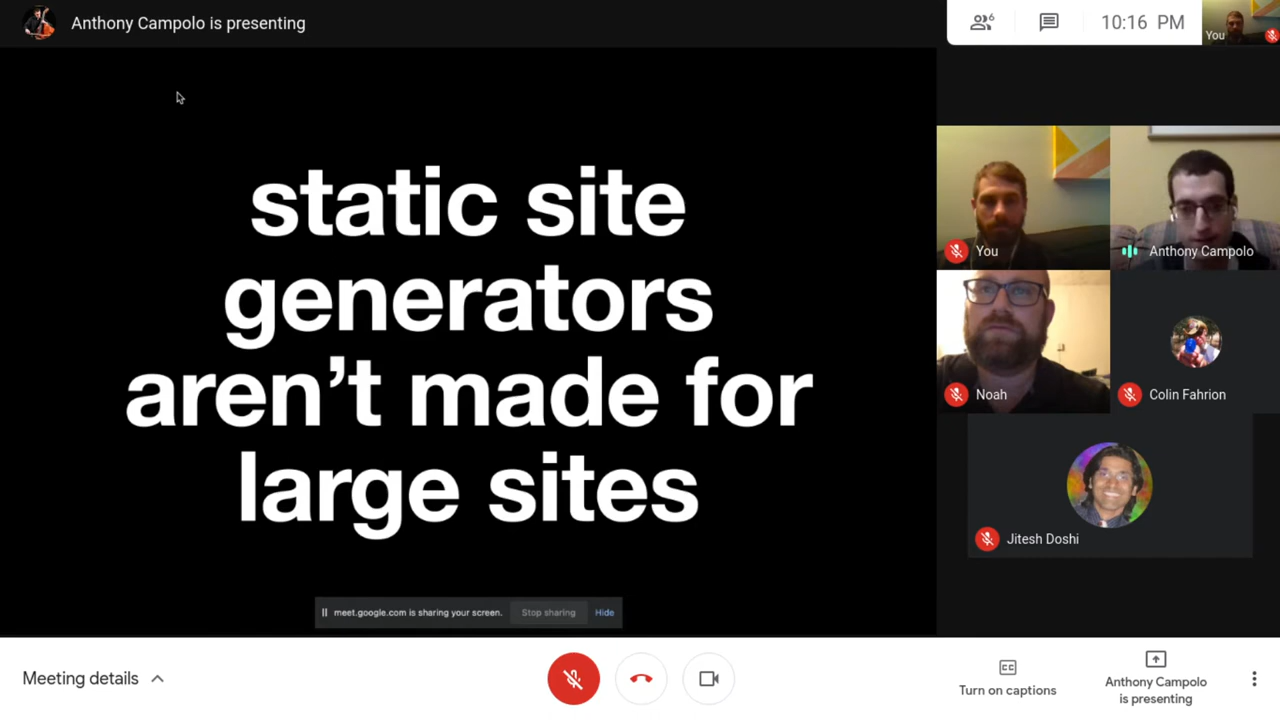 Anthony Campolo is presenting
6
10:16 PM
You
static site
generators
aren’t made for
large sites
meet.google.com is sharing your screen.
Stop sharing
Hide
You
Anthony Campolo
Noah
Colin Fahrion
Jitesh Doshi
Meeting details
CC
Turn on captions
Anthony Campolo
is presenting